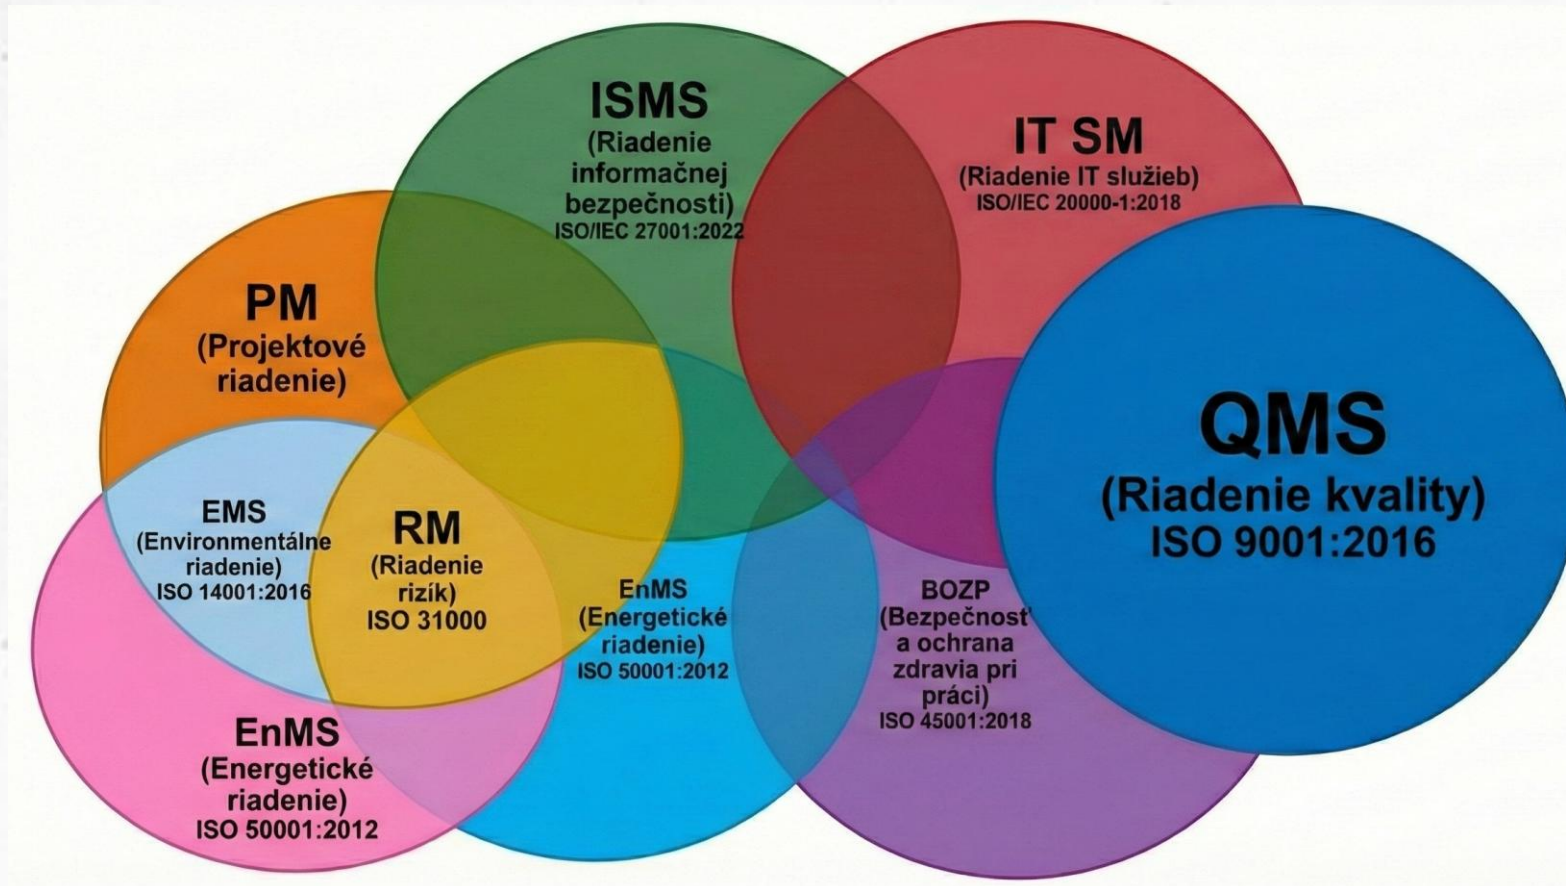 ISMS
(Riadenie
informačnej
bezpečnosti)
ISO/IEC 27001:2022
IT SM
(Riadenie IT služieb)
ISO/IEC 20000-1:2018
PM
(Projektové
riadenie)
QMS
(Riadenie kvality)
ISO 9001:2016
EMS
(Environmentálne
riadenie)
ISO 14001:2016
RM
(Riadenie
rizík)
ISO 31000
EnMS
(Energetické
riadenie)
ISO 50001:2012
BOZP
(Bezpečnosť
a ochrana
zdravia pri
práci)
ISO 45001:2018
EnMS
(Energetické
riadenie)
ISO 50001:2012